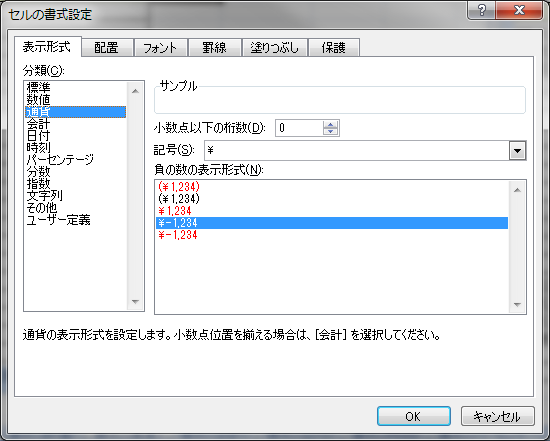 セルの書式設定
表示形式 配置 フォント 罫線 塗りつぶし 保護
分類(C):
標準
数値
通貨
会計
日付
時刻
パーセンテージ
分数
指数
文字列
その他
ユーザー定義
サンプル
小数点以下の桁数(D): 0
記号(S): ¥
負の数の表示形式(N):
(¥1,234)
(¥1,234)
¥1,234
¥-1,234
¥-1,234
通貨の表示形式を設定します。小数点位置を揃える場合は、[会計] を選択してください。
OK キャンセル